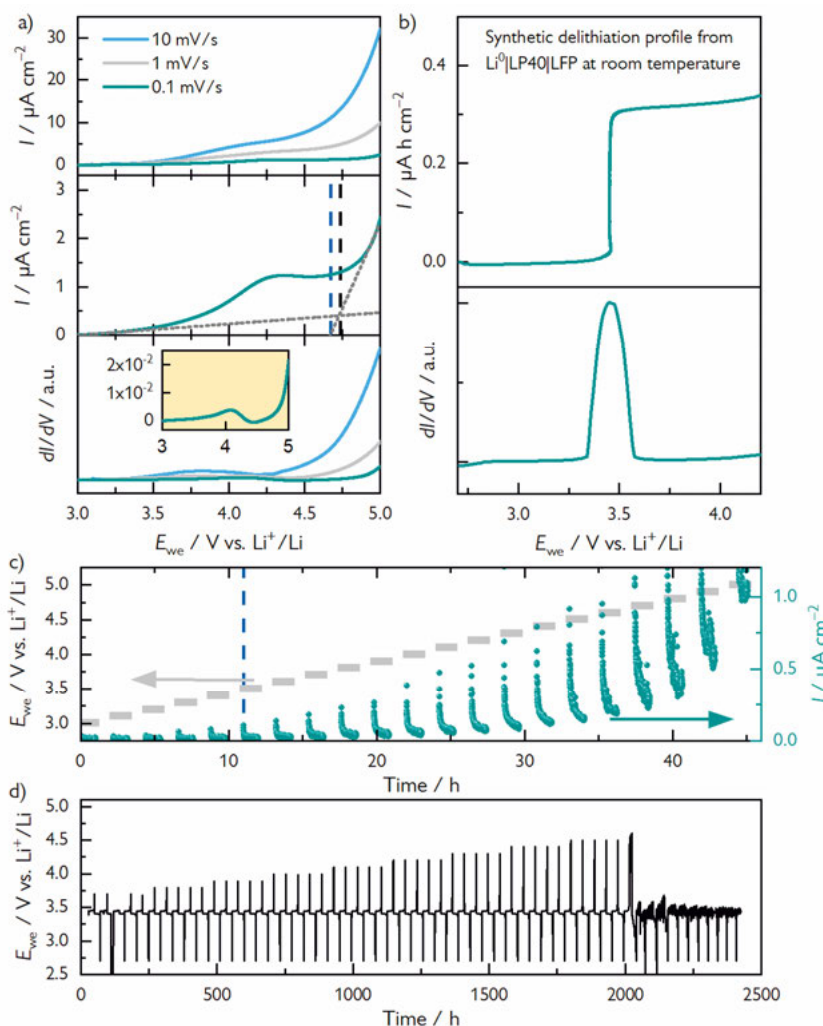 a)
10 mV/s
1 mV/s
0.1 mV/s
I / µA cm⁻²
30
25
20
15
10
5
0
I / µA cm⁻²
3
2
1
0
dI/dV / a.u.
2x10⁻²
1x10⁻²
0
3 4 5
3.0 3.5 4.0 4.5 5.0
E_we / V vs. Li⁺/Li
b)
Synthetic delithiation profile from
Li⁰|LP40|LFP at room temperature
I / µA h cm⁻²
0.4
0.2
0.0
dI/dV / a.u.
3.0 3.5 4.0
E_we / V vs. Li⁺/Li
c)
E_we / V vs. Li⁺/Li
5.0
4.5
4.0
3.5
3.0
0 10 20 30 40
Time / h
1.0
0.5
0.0
I / µA cm⁻²
d)
E_we / V vs. Li⁺/Li
5.0
4.5
3.5
3.5
2.5
0 500 1000 1500 2000 2500
Time / h